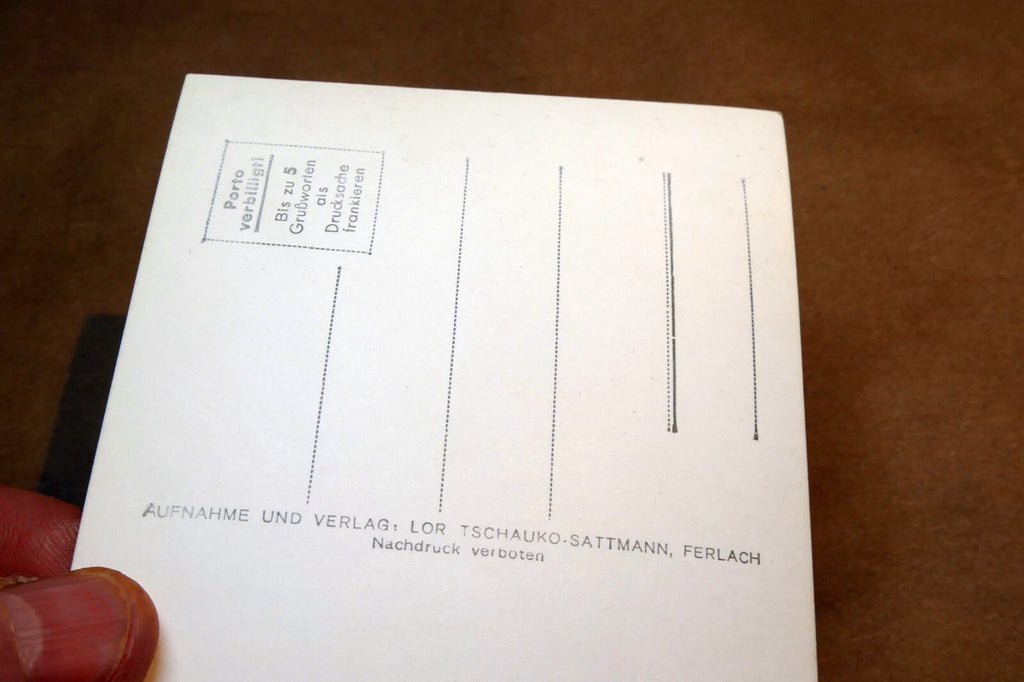 Porto
verbilligt!
Bis zu 5
Grußworten
als
Drucksache
frankieren
AUFNAHME UND VERLAG: LOR TSCHAUKO-SATTMANN, FERLACH
Nachdruck verboten